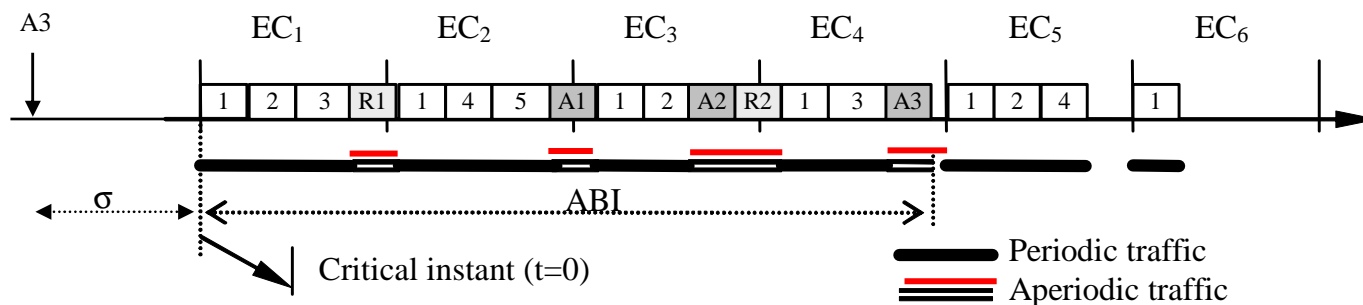 A3 EC₁ EC₂ EC₃ EC₄ EC₅ EC₆
1 2 3 R1 1 4 5 A1 1 2 A2 R2 1 3 A3 1 2 4 1
σ ABI
Periodic traffic
Critical instant (t=0)
Aperiodic traffic